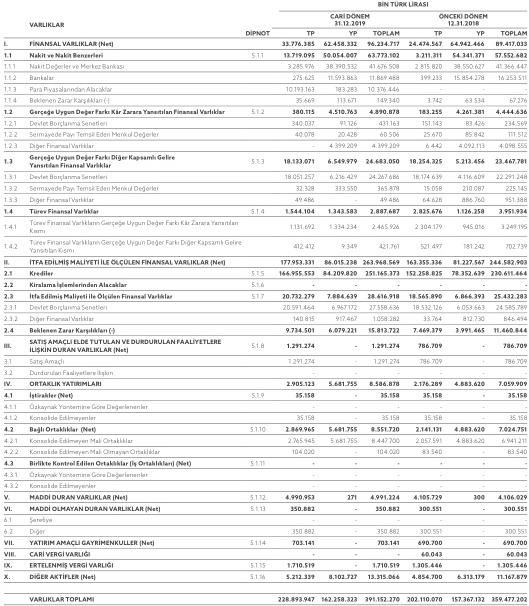 BİN TÜRK LİRASI
CARİ DÖNEM ÖNCEKİ DÖNEM
VARLIKLAR 31.12.2019 12.31.2018
DİPNOT TP YP TOPLAM TP YP TOPLAM
I. FİNANSAL VARLIKLAR (Net) 33.776.385 62.458.332 96.234.717 24.474.567 64.942.466 89.417.033
1.1 Nakit ve Nakit Benzerleri 5.1.1 13.719.095 50.054.007 63.773.102 3.211.311 54.341.371 57.552.682
1.1.1 Nakit Değerler ve Merkez Bankası 3.285.976 38.390.532 41.676.508 2.815.820 38.550.627 41.366.447
1.1.2 Bankalar 275.625 11.593.863 11.869.488 399.233 15.854.278 16.253.511
1.1.3 Para Piyasalarından Alacaklar 10.193.163 183.283 10.376.446 - - -
1.1.4 Beklenen Zarar Karşılıkları (-) 35.669 113.671 149.340 3.742 63.534 67.276
1.2 Gerçeğe Uygun Değer Farkı Kâr Zarara Yansıtılan Finansal Varlıklar 5.1.2 380.115 4.510.763 4.890.878 183.255 4.261.381 4.444.636
1.2.1 Devlet Borçlanma Senetleri 340.037 91.126 431.163 151.143 83.426 234.569
1.2.2 Sermayede Payı Temsil Eden Menkul Değerler 40.078 20.428 60.506 25.670 85.842 111.512
1.2.3 Diğer Finansal Varlıklar - 4.399.209 4.399.209 6.442 4.092.113 4.098.555
1.3 Gerçeğe Uygun Değer Farkı Diğer Kapsamlı Gelire
Yansıtılan Finansal Varlıklar 5.1.3 18.133.071 6.549.979 24.683.050 18.254.325 5.213.456 23.467.781
1.3.1 Devlet Borçlanma Senetleri 18.051.257 6.216.429 24.267.686 18.174.639 4.116.609 22.291.248
1.3.2 Sermayede Payı Temsil Eden Menkul Değerler 32.328 333.550 365.878 15.058 210.087 225.145
1.3.3 Diğer Finansal Varlıklar 49.486 - 49.486 64.628 886.760 951.388
1.4 Türev Finansal Varlıklar 5.1.4 1.544.104 1.343.583 2.887.687 2.825.676 1.126.258 3.951.934
1.4.1 Türev Finansal Varlıkların Gerçeğe Uygun Değer Farkı Kâr Zarara Yansıtılan
Kısmı 1.131.692 1.334.234 2.465.926 2.304.179 945.016 3.249.195
1.4.2 Türev Finansal Varlıkların Gerçeğe Uygun Değer Farkı Diğer Kapsamlı Gelire
Yansıtılan Kısmı 412.412 9.349 421.761 521.497 181.242 702.739
II. İTFA EDİLMİŞ MALİYETİ İLE ÖLÇÜLEN FİNANSAL VARLIKLAR (Net) 177.953.331 86.015.238 263.968.569 163.355.336 81.227.567 244.582.903
2.1 Krediler 5.1.5 166.955.553 84.209.820 251.165.373 152.258.825 78.352.639 230.611.464
2.2 Kiralama İşlemlerinden Alacaklar 5.1.6 - - - - - -
2.3 İtfa Edilmiş Maliyeti ile Ölçülen Finansal Varlıklar 5.1.7 20.732.279 7.884.639 28.616.918 18.565.890 6.866.393 25.432.283
2.3.1 Devlet Borçlanma Senetleri 20.591.464 6.967.172 27.558.636 18.532.126 6.053.663 24.585.789
2.3.2 Diğer Finansal Varlıklar 140.815 917.467 1.058.282 33.764 812.730 846.494
2.4 Beklenen Zarar Karşılıkları (-) 9.734.501 6.079.221 15.813.722 7.469.379 3.991.465 11.460.844
III. SATIŞ AMAÇLI ELDE TUTULAN VE DURDURULAN FAALİYETLERE
İLİŞKİN DURAN VARLIKLAR (Net) 5.1.8 1.291.274 - 1.291.274 786.709 - 786.709
3.1 Satış Amaçlı 1.291.274 - 1.291.274 786.709 - 786.709
3.2 Durdurulan Faaliyetlere İlişkin - - - - - -
IV. ORTAKLIK YATIRIMLARI 2.905.123 5.681.755 8.586.878 2.176.289 4.883.620 7.059.909
4.1 İştirakler (Net) 5.1.9 35.158 - 35.158 35.158 - 35.158
4.1.1 Özkaynak Yöntemine Göre Değerlenenler - - - - - -
4.1.2 Konsolide Edilmeyenler 35.158 - 35.158 35.158 - 35.158
4.2 Bağlı Ortaklıklar (Net) 5.1.10 2.869.965 5.681.755 8.551.720 2.141.131 4.883.620 7.024.751
4.2.1 Konsolide Edilmeyen Mali Ortaklıklar 2.765.945 5.681.755 8.447.700 2.057.591 4.883.620 6.941.211
4.2.2 Konsolide Edilmeyen Mali Olmayan Ortaklıklar 104.020 - 104.020 83.540 - 83.540
4.3 Birlikte Kontrol Edilen Ortaklıklar (İş Ortaklıkları) (Net) 5.1.11 - - - - - -
4.3.1 Özkaynak Yöntemine Göre Değerlenenler - - - - - -
4.3.2 Konsolide Edilmeyenler - - - - - -
V. MADDİ DURAN VARLIKLAR (Net) 5.1.12 4.990.953 271 4.991.224 4.105.729 300 4.106.029
VI. MADDİ OLMAYAN DURAN VARLIKLAR (Net) 5.1.13 350.882 - 350.882 300.551 - 300.551
6.1 Şerefiye - - - - - -
6.2 Diğer 350.882 - 350.882 300.551 - 300.551
VII. YATIRIM AMAÇLI GAYRİMENKULLER (Net) 5.1.14 703.141 - 703.141 690.700 - 690.700
VIII. CARİ VERGİ VARLIĞI - - - 60.043 - 60.043
IX. ERTELENMİŞ VERGİ VARLIĞI 5.1.15 1.710.519 - 1.710.519 1.305.446 - 1.305.446
X. DİĞER AKTİFLER (Net) 5.1.16 5.212.339 8.102.727 13.315.066 4.854.700 6.313.179 11.167.879
VARLIKLAR TOPLAMI 228.893.947 162.258.323 391.152.270 202.110.070 157.367.132 359.477.202